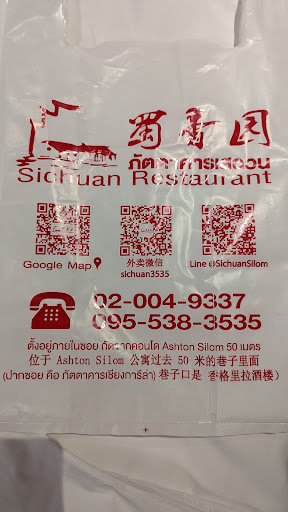 蜀香园
ภัตตาคารเสฉวน
Sichuan Restaurant
Google Map
外卖微信
sichuan3535
Line @SichuanSilom
02-004-9337
095-538-3535
ตั้งอยู่ภายในซอย ถัดจากคอนโด Ashton Silom 50 เมตร
位于 Ashton Silom 公寓过去 50 米的巷子里面
(ปากซอย คือ ภัตตาคารเชียงการีล่า) 巷子口是 香格里拉酒楼)